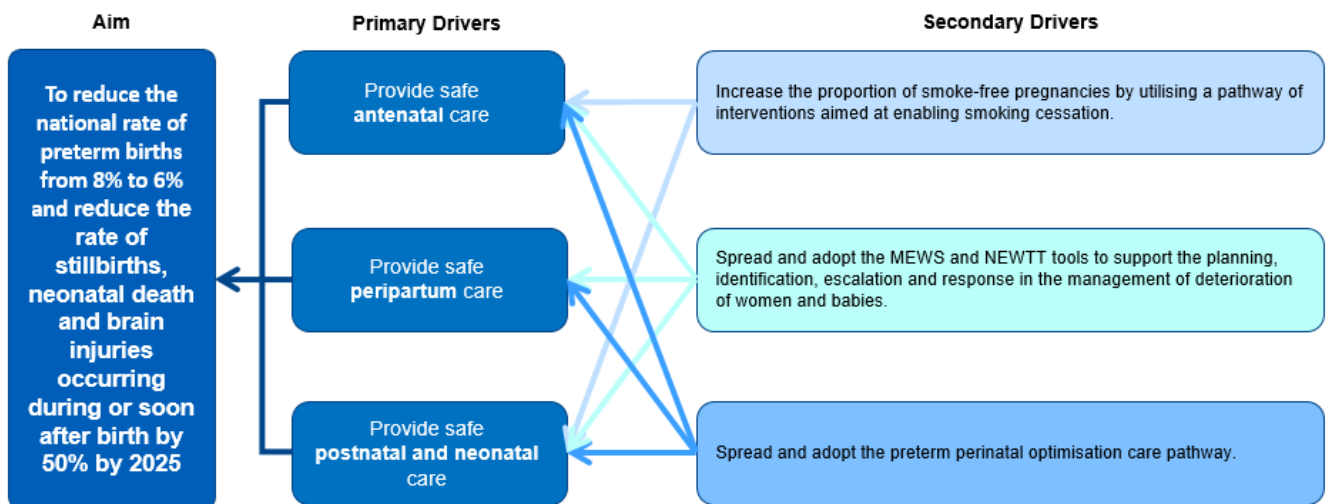 Aim
Primary Drivers
Secondary Drivers
To reduce the
national rate of
preterm births
from 8% to 6%
and reduce the
rate of
stillbirths,
neonatal death
and brain
injuries
occurring
during or soon
after birth by
50% by 2025
Provide safe
antenatal care
Provide safe
peripartum care
Provide safe
postnatal and neonatal
care
Increase the proportion of smoke-free pregnancies by utilising a pathway of
interventions aimed at enabling smoking cessation.
Spread and adopt the MEWS and NEWTT tools to support the planning,
identification, escalation and response in the management of deterioration
of women and babies.
Spread and adopt the preterm perinatal optimisation care pathway.